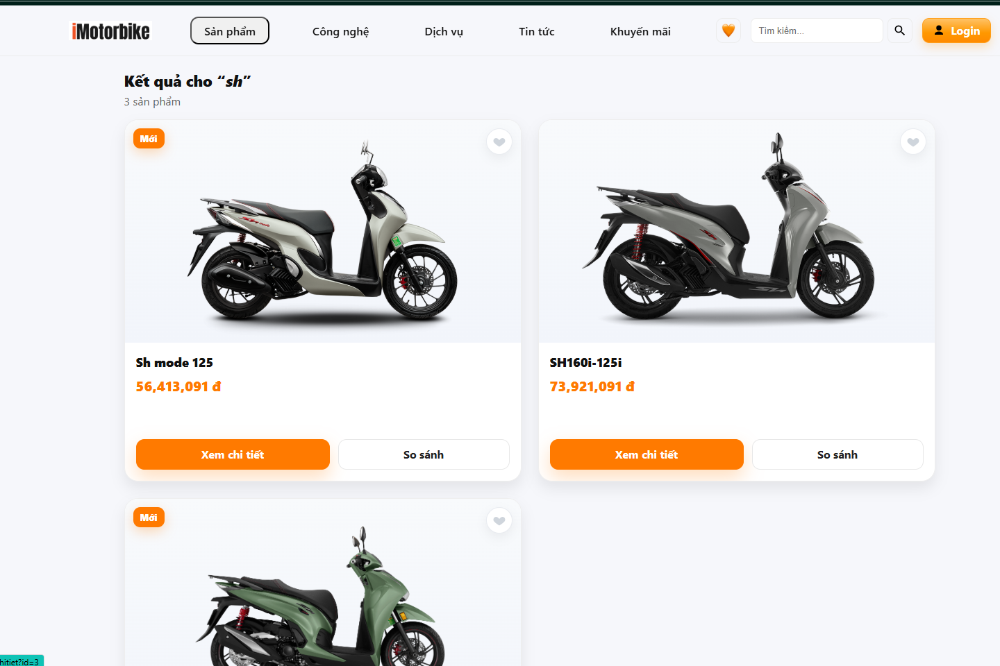 iMotorbike
Sản phẩm
Công nghệ
Dịch vụ
Tin tức
Khuyến mãi
Tìm kiếm...
Login
Kết quả cho “sh”
3 sản phẩm
Mới
Sh mode 125
56,413,091 đ
Xem chi tiết
So sánh
SH160i-125i
73,921,091 đ
Xem chi tiết
So sánh
Mới
hitiet?id=3